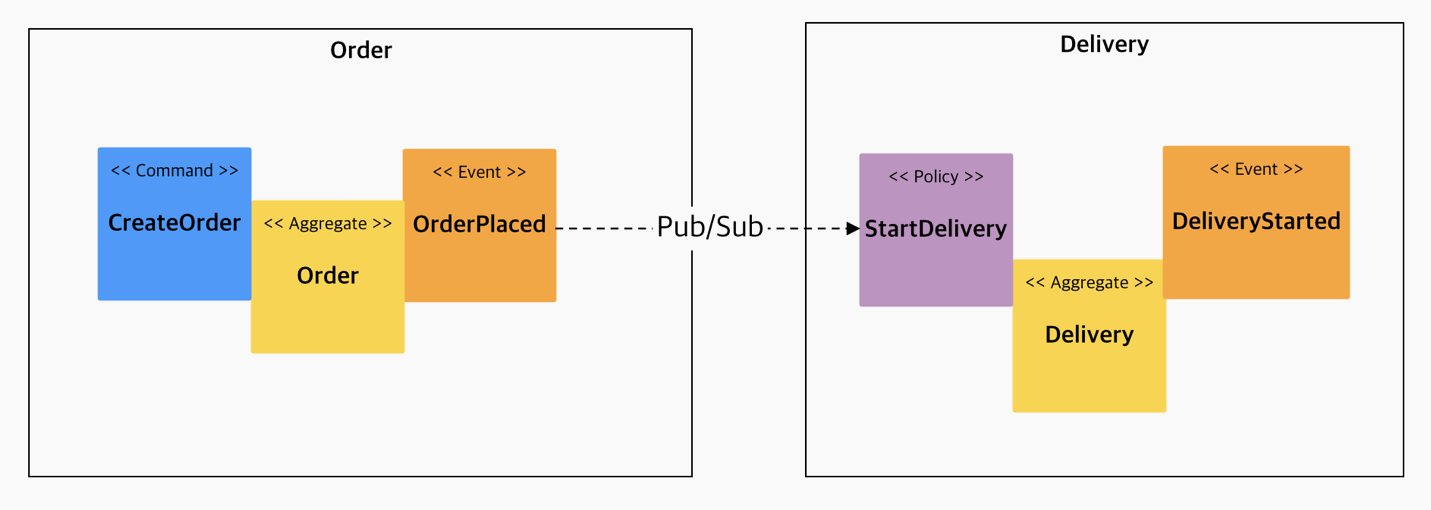 Order
<< Command >>
CreateOrder
<< Aggregate >>
Order
<< Event >>
OrderPlaced
Pub/Sub
Delivery
<< Policy >>
StartDelivery
<< Aggregate >>
Delivery
<< Event >>
DeliveryStarted